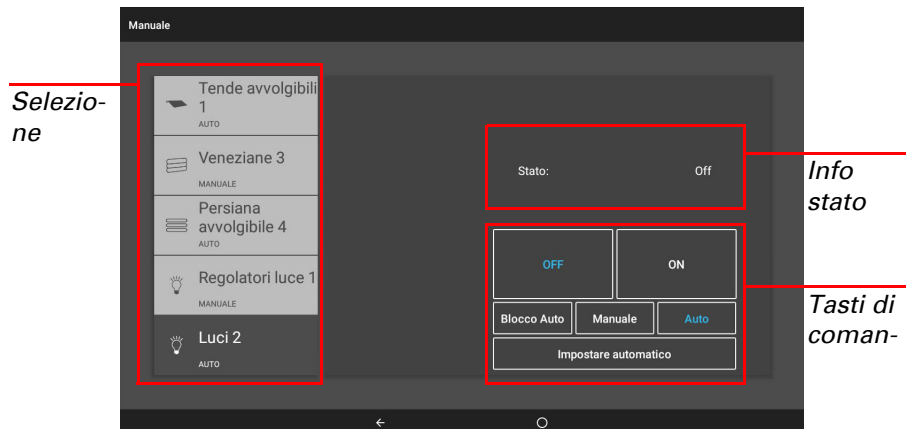 Manuale
Selezio-
ne
Tende avvolgibili
1
AUTO
Veneziane 3
MANUALE
Persiana
avvolgibile 4
AUTO
Regolatori luce 1
MANUALE
Luci 2
AUTO
Stato: Off
Info
stato
OFF ON
Blocco Auto Manuale Auto
Impostare automatico
Tasti di
coman-